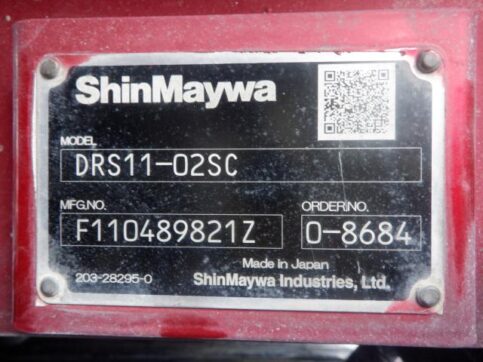 ShinMaywa
MODEL
DRS11-02SC
MFG.NO. ORDER.NO.
F110489821Z 0-8684
Made in Japan
203-28295-0 ShinMaywa Industries, Ltd.